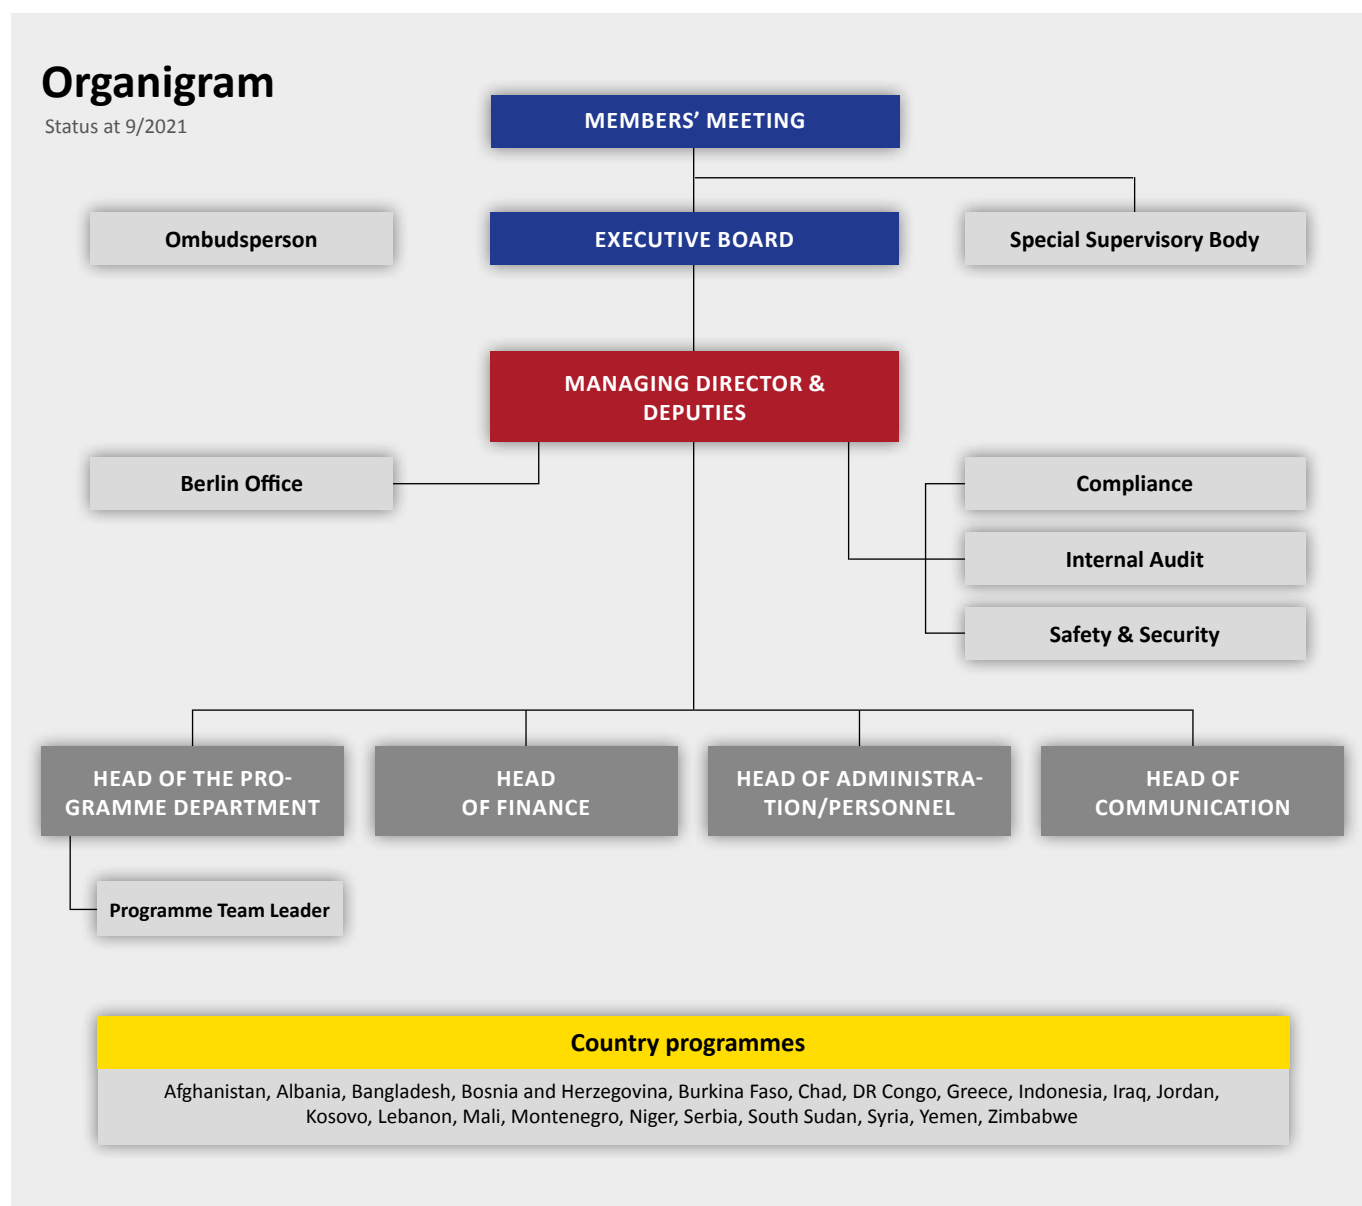 Organigram
Status at 9/2021
MEMBERS’ MEETING
Ombudsperson
EXECUTIVE BOARD
Special Supervisory Body
MANAGING DIRECTOR &
DEPUTIES
Berlin Office
Compliance
Internal Audit
Safety & Security
HEAD OF THE PRO-
GRAMME DEPARTMENT
HEAD
OF FINANCE
HEAD OF ADMINISTRA-
TION/PERSONNEL
HEAD OF
COMMUNICATION
Programme Team Leader
Country programmes
Afghanistan, Albania, Bangladesh, Bosnia and Herzegovina, Burkina Faso, Chad, DR Congo, Greece, Indonesia, Iraq, Jordan,
Kosovo, Lebanon, Mali, Montenegro, Niger, Serbia, South Sudan, Syria, Yemen, Zimbabwe